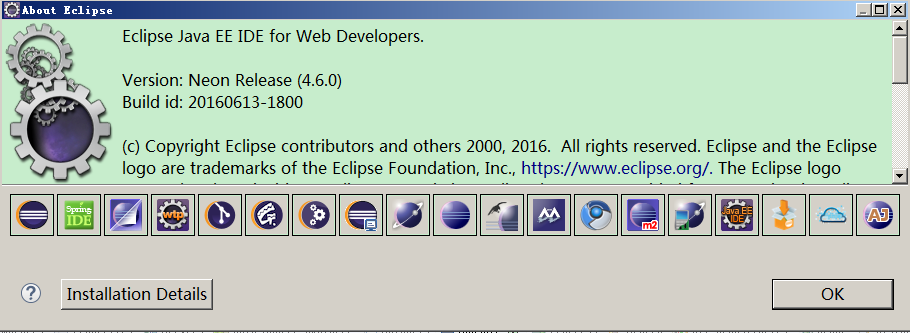 About Eclipse
Eclipse Java EE IDE for Web Developers.
Version: Neon Release (4.6.0)
Build id: 20160613-1800
(c) Copyright Eclipse contributors and others 2000, 2016.  All rights reserved. Eclipse and the Eclipse
logo are trademarks of the Eclipse Foundation, Inc., https://www.eclipse.org/. The Eclipse logo
Spring IDE wtp m2 Java EE IDE AJ
? Installation Details OK